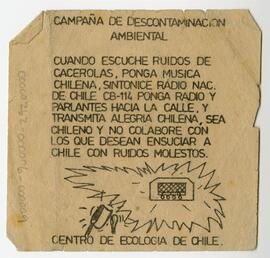 CAMPAÑA DE DESCONTAMINACION
AMBIENTAL
CUANDO ESCUCHE RUIDOS DE
CACEROLAS, PONGA MUSICA
CHILENA, SINTONICE RADIO NAC.
DE CHILE CB-114 PONGA RADIO Y
PARLANTES HACIA LA CALLE, Y
TRANSMITA ALEGRIA CHILENA, SEA
CHILENO Y NO COLABORE CON
LOS QUE DESEAN ENSUCIAR A
CHILE CON RUIDOS MOLESTOS.
CENTRO DE ECOLOGIA DE CHILE.